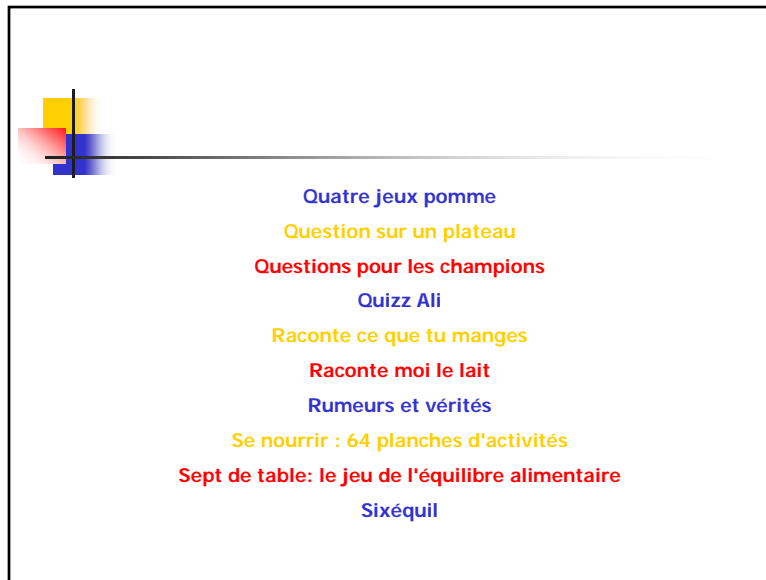 Quatre jeux pomme
Question sur un plateau
Questions pour les champions
Quizz Ali
Raconte ce que tu manges
Raconte moi le lait
Rumeurs et vérités
Se nourrir : 64 planches d'activités
Sept de table: le jeu de l'équilibre alimentaire
Sixéquil